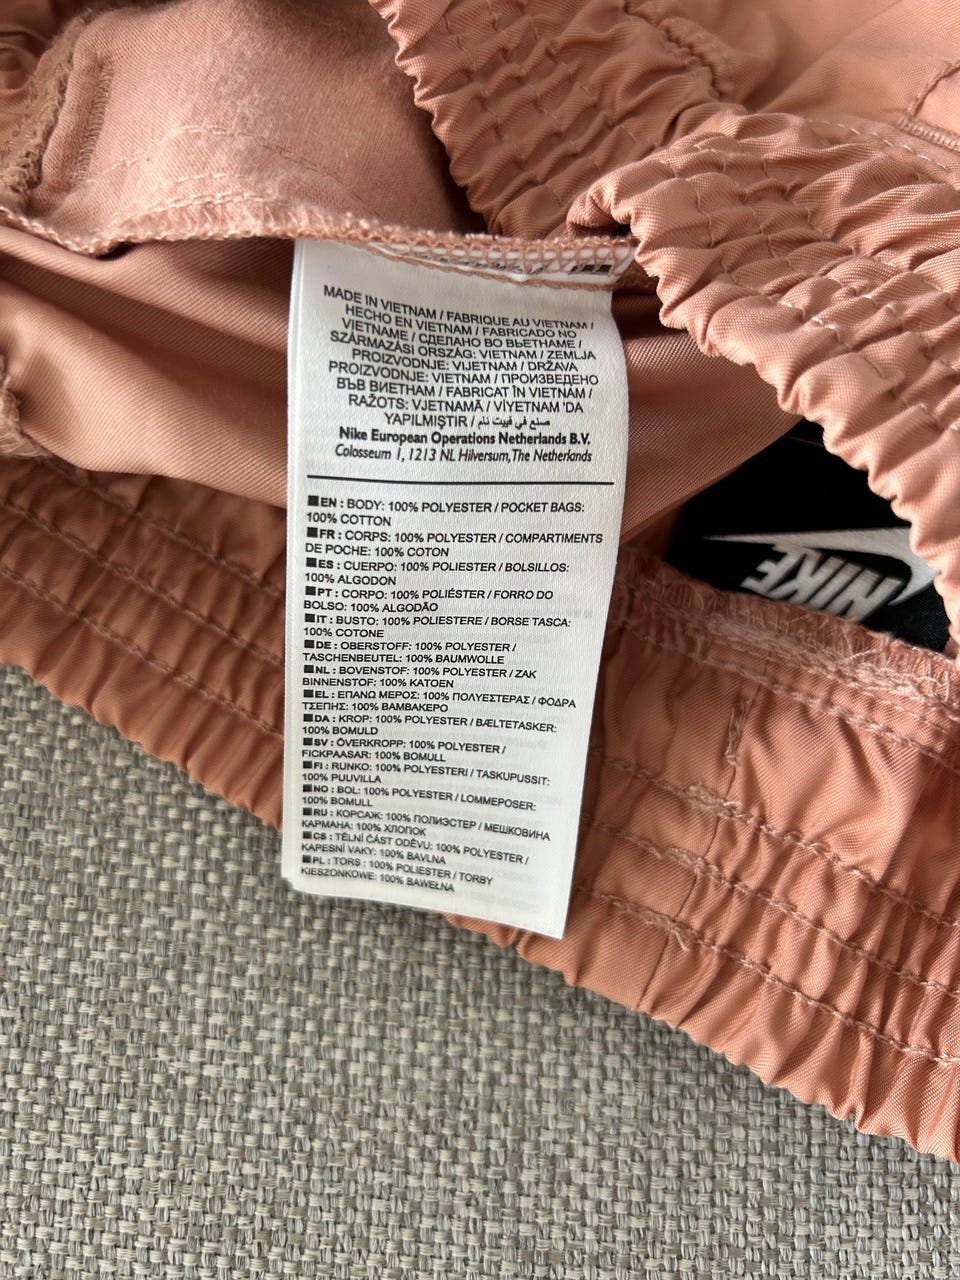 MADE IN VIETNAM / FABRIQUE AU VIETNAM /
HECHO EN VIETNAM / FABRICADO NO
VIETNAME / СДЕЛАНО ВО ВЬЕТНАМЕ /
SZÁRMAZÁSI ORSZÁG: VIETNAM / ZEMLJA
PROIZVODNJE: VIJETNAM / DRŽAVA
PROIZVODNJE: VIETNAM / ПРОИЗВЕДЕНО
ВЪВ ВИЕТНАМ / FABRICAT ÎN VIETNAM /
RAŽOTS: VJETNAMĀ / VİYETNAM 'DA
YAPILMIŞTIR / صنع في فييت نام
Nike European Operations Netherlands B.V.
Colosseum 1, 1213 NL Hilversum, The Netherlands
EN : BODY: 100% POLYESTER / POCKET BAGS:
100% COTTON
FR : CORPS: 100% POLYESTER / COMPARTIMENTS
DE POCHE: 100% COTON
ES : CUERPO: 100% POLYESTER / BOLSILLOS:
100% ALGODON
PT : CORPO: 100% POLIÉSTER / FORRO DO
BOLSO: 100% ALGODÃO
IT : BUSTO: 100% POLIESTERE / BORSE TASCA:
100% COTONE
DE : OBERSTOFF: 100% POLYESTER /
TASCHENBEUTEL: 100% BAUMWOLLE
NL : BOVENSTOF: 100% POLYESTER / ZAK
BINNENSTOF: 100% KATOEN
EL : ΕΠΑΝΩ ΜΕΡΟΣ: 100% ΠΟΛΥΕΣΤΕΡΑΣ / ΦΟΔΡΑ
ΤΣΕΠΗΣ: 100% ΒΑΜΒΑΚΕΡΟ
DA : KROP: 100% POLYESTER / BÆLTETASKER:
100% BOMULD
SV : ÖVERKROPP: 100% POLYESTER /
FICKPAASAR: 100% BOMULL
FI : RUNKO: 100% POLYESTERI / TASKUPUSSIT:
100% PUUVILLA
NO : BOL: 100% POLYESTER / LOMMEPOSER:
100% BOMULL
RU : КОРСАЖ: 100% ПОЛИЭСТЕР / МЕШКОВИНА
КАРМАНА: 100% ХЛОПОК
CS : TĚLNÍ ČÁST ODĚVU: 100% POLYESTER /
KAPESNÍ VAKY: 100% BAVLNA
PL : TORS : 100% POLIESTER / TORBY
KIESZONKOWE: 100% BAWEŁNA
NIKE